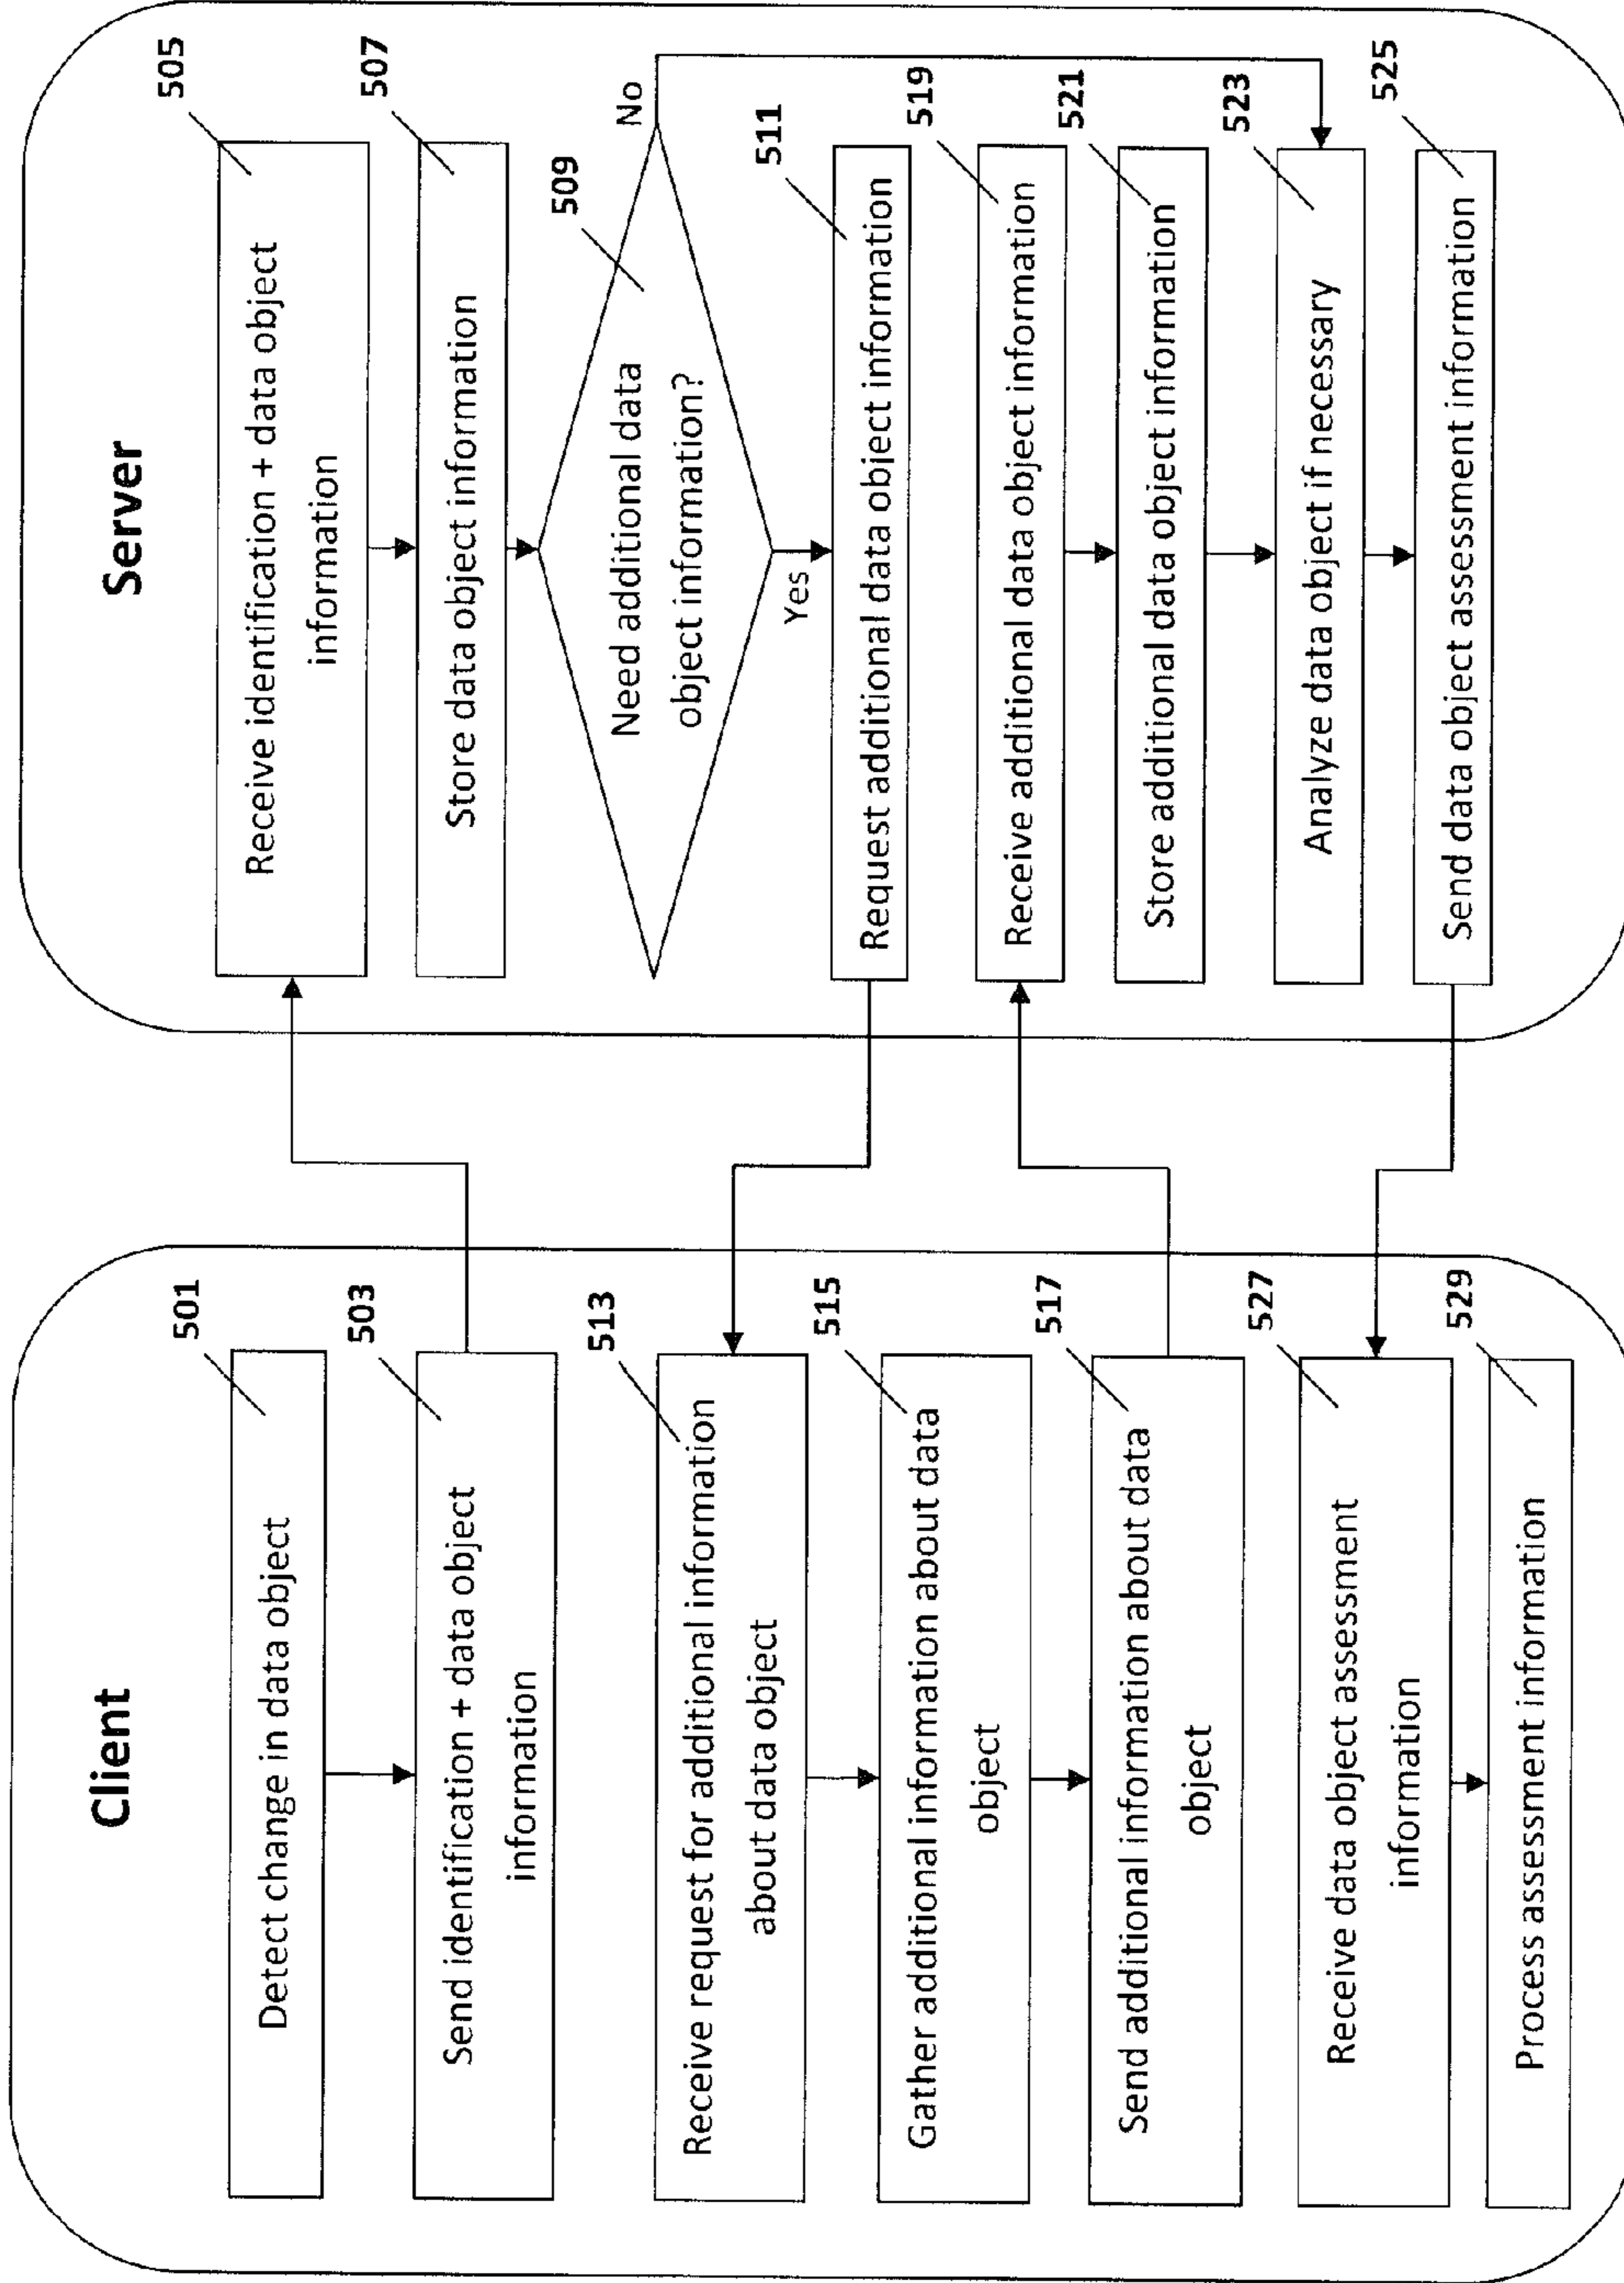 Client
501
Detect change in data object
503
Send identification + data object
information
513
Receive request for additional information
about data object
515
Gather additional information about data
object
517
Send additional information about data
object
527
Receive data object assessment
information
529
Process assessment information
Server
505
Receive identification + data object
information
507
Store data object information
509
Need additional data
object information?
No
Yes
511
Request additional data object information
519
Receive additional data object information
521
Store additional data object information
523
Analyze data object if necessary
525
Send data object assessment information